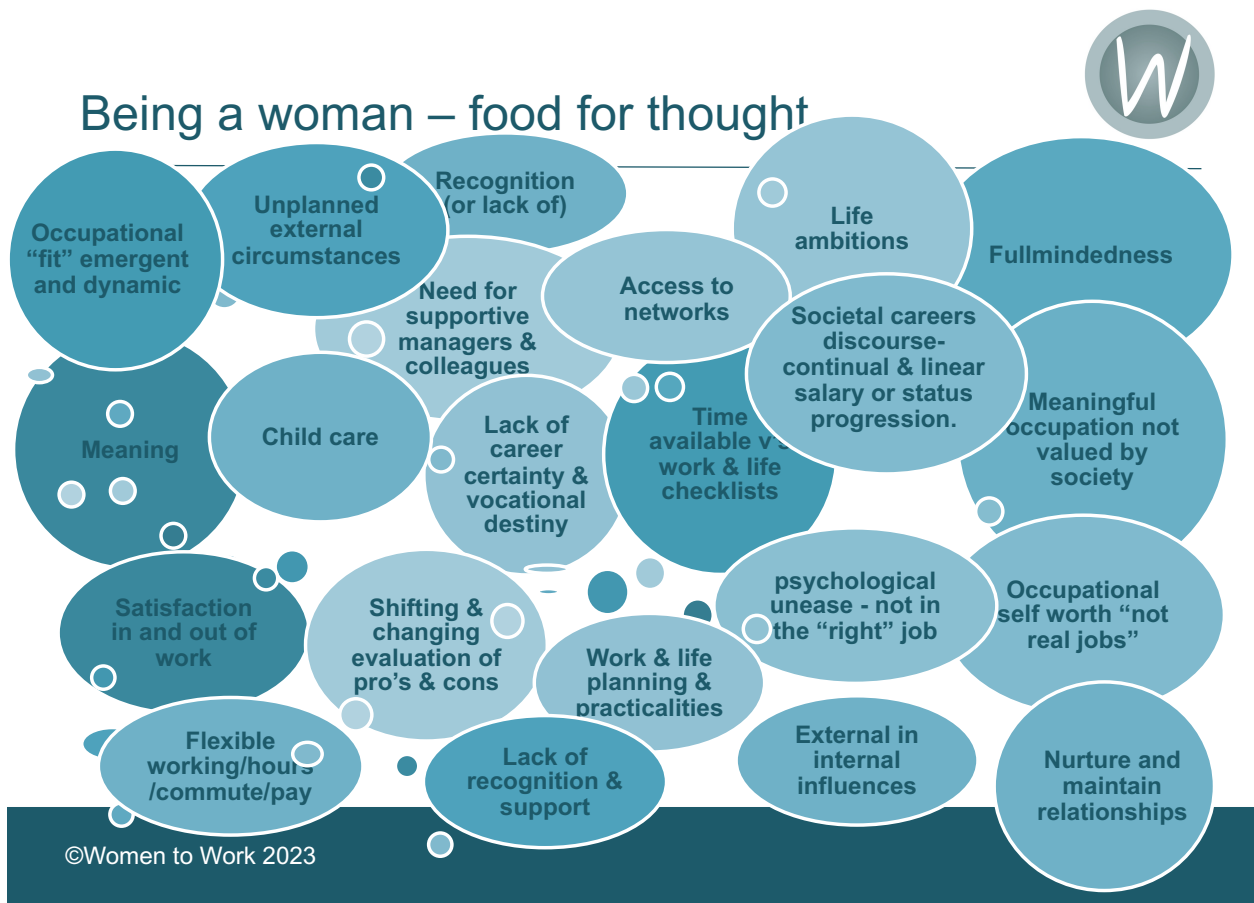 W
Being a woman – food for thought
Occupational
“fit” emergent
and dynamic
Unplanned
external
circumstances
Recognition
(or lack of)
Life
ambitions
Fullmindedness
Need for
supportive
managers &
colleagues
Access to
networks
Societal careers
discourse-
continual & linear
salary or status
progression.
Meaning
Child care
Lack of
career
certainty &
vocational
destiny
Time
available v's
work & life
checklists
Meaningful
occupation not
valued by
society
Satisfaction
in and out of
work
Shifting &
changing
evaluation of
pro's & cons
Work & life
planning &
practicalities
psychological
unease - not in
the “right” job
Occupational
self worth “not
real jobs”
Flexible
working/hours
/commute/pay
Lack of
recognition &
support
External in
internal
influences
Nurture and
maintain
relationships
©Women to Work 2023